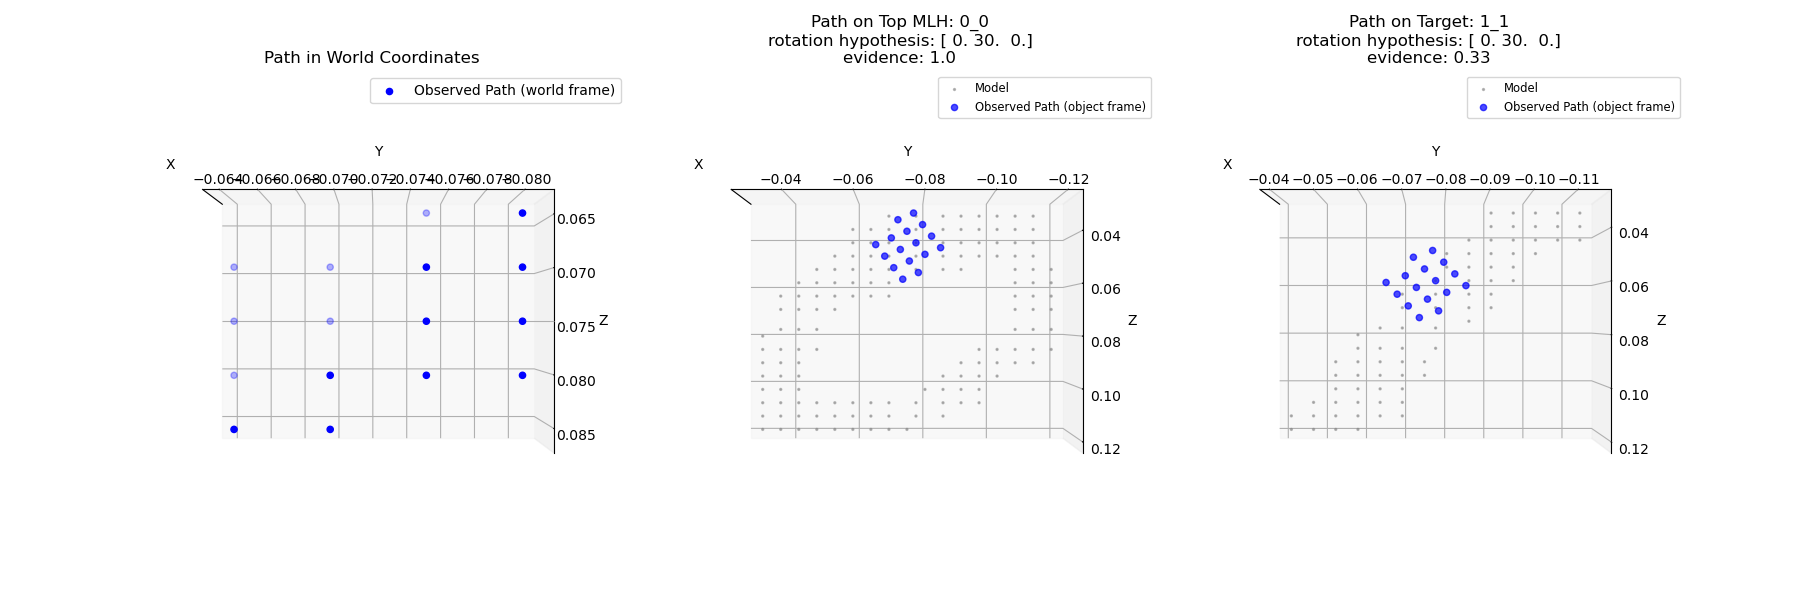 Path in World Coordinates
Observed Path (world frame)
X
Y
−0.064 −0.066 −0.068 −0.070 −0.072 −0.074 −0.076 −0.078 −0.080
0.065
0.070
0.075
Z
0.080
0.085
Path on Top MLH: 0_0
rotation hypothesis: [ 0. 30.  0.]
evidence: 1.0
Model
Observed Path (object frame)
X
Y
−0.04 −0.06 −0.08 −0.10 −0.12
0.04
0.06
Z
0.08
0.10
0.12
Path on Target: 1_1
rotation hypothesis: [ 0. 30.  0.]
evidence: 0.33
Model
Observed Path (object frame)
X
Y
−0.04 −0.05 −0.06 −0.07 −0.08 −0.09 −0.10 −0.11
0.04
0.06
Z
0.08
0.10
0.12